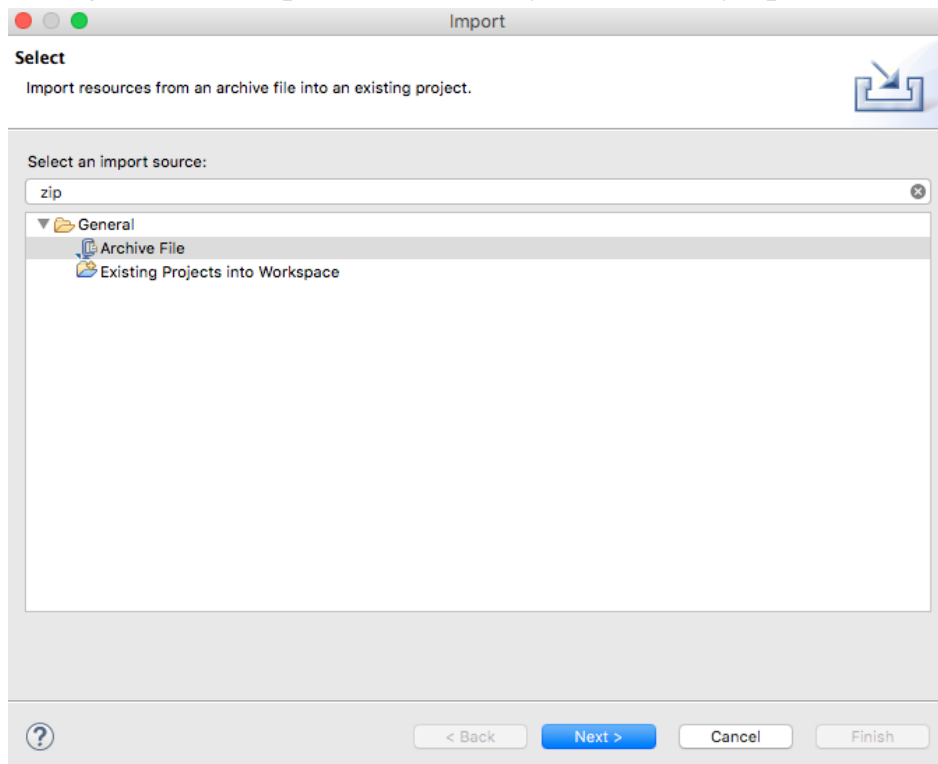 Import
Select
Import resources from an archive file into an existing project.
Select an import source:
zip
General
Archive File
Existing Projects into Workspace
?
< Back Next > Cancel Finish